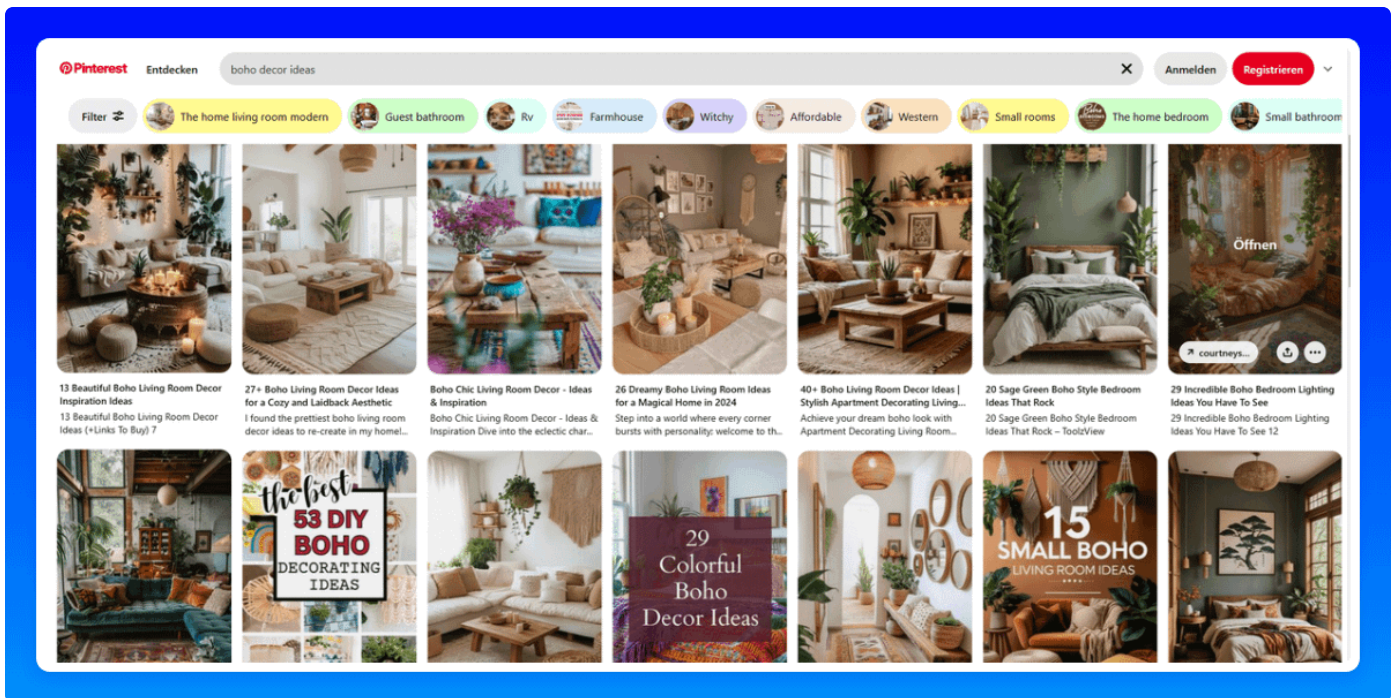 Pinterest
Entdecken
boho decor ideas
Anmelden
Registrieren
Filter
The home living room modern
Guest bathroom
Rv
Farmhouse
Witchy
Affordable
Western
Small rooms
The home bedroom
Small bathroom
Öffnen
courtneys...
13 Beautiful Boho Living Room Decor
Inspiration Ideas
13 Beautiful Boho Living Room Decor
Ideas (+Links To Buy) 7
27+ Boho Living Room Decor Ideas
for a Cozy and Laidback Aesthetic
I found the prettiest boho living room
decor ideas to re-create in my home!...
Boho Chic Living Room Decor - Ideas
& Inspiration
Boho Chic Living Room Decor - Ideas &
Inspiration Dive into the eclectic char...
26 Dreamy Boho Living Room Ideas
for a Magical Home in 2024
Step into a world where every corner
bursts with personality: welcome to th...
40+ Boho Living Room Decor Ideas |
Stylish Apartment Decorating Living...
Achieve your dream boho look with
Apartment Decorating Living Room...
20 Sage Green Boho Style Bedroom
Ideas That Rock
20 Sage Green Boho Style Bedroom
Ideas That Rock – ToolzView
29 Incredible Boho Bedroom Lighting
Ideas You Have To See
29 Incredible Boho Bedroom Lighting
Ideas You Have To See 12
the best
53 DIY
BOHO
DECORATING
IDEAS
29
Colorful
Boho
Decor Ideas
15
SMALL BOHO
LIVING ROOM IDEAS